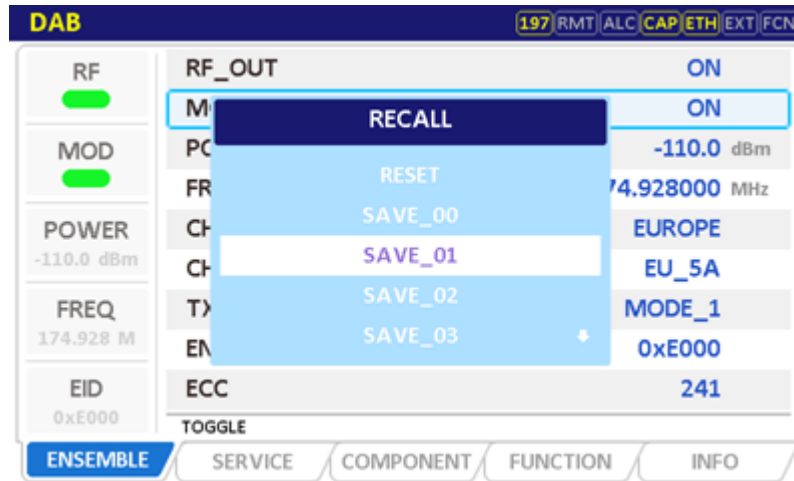 DAB 197 RMT ALC CAP ETH EXT FCN
RF
RF_OUT ON
M ON
RECALL
MOD
PO -110.0 dBm
RESET
FR 74.928000 MHz
SAVE_00
POWER
-110.0 dBm
CH EUROPE
SAVE_01
CH EU_5A
SAVE_02
FREQ
174.928 M
TX MODE_1
SAVE_03
EN 0xE000
EID
0xE000
ECC 241
TOGGLE
ENSEMBLE SERVICE COMPONENT FUNCTION INFO